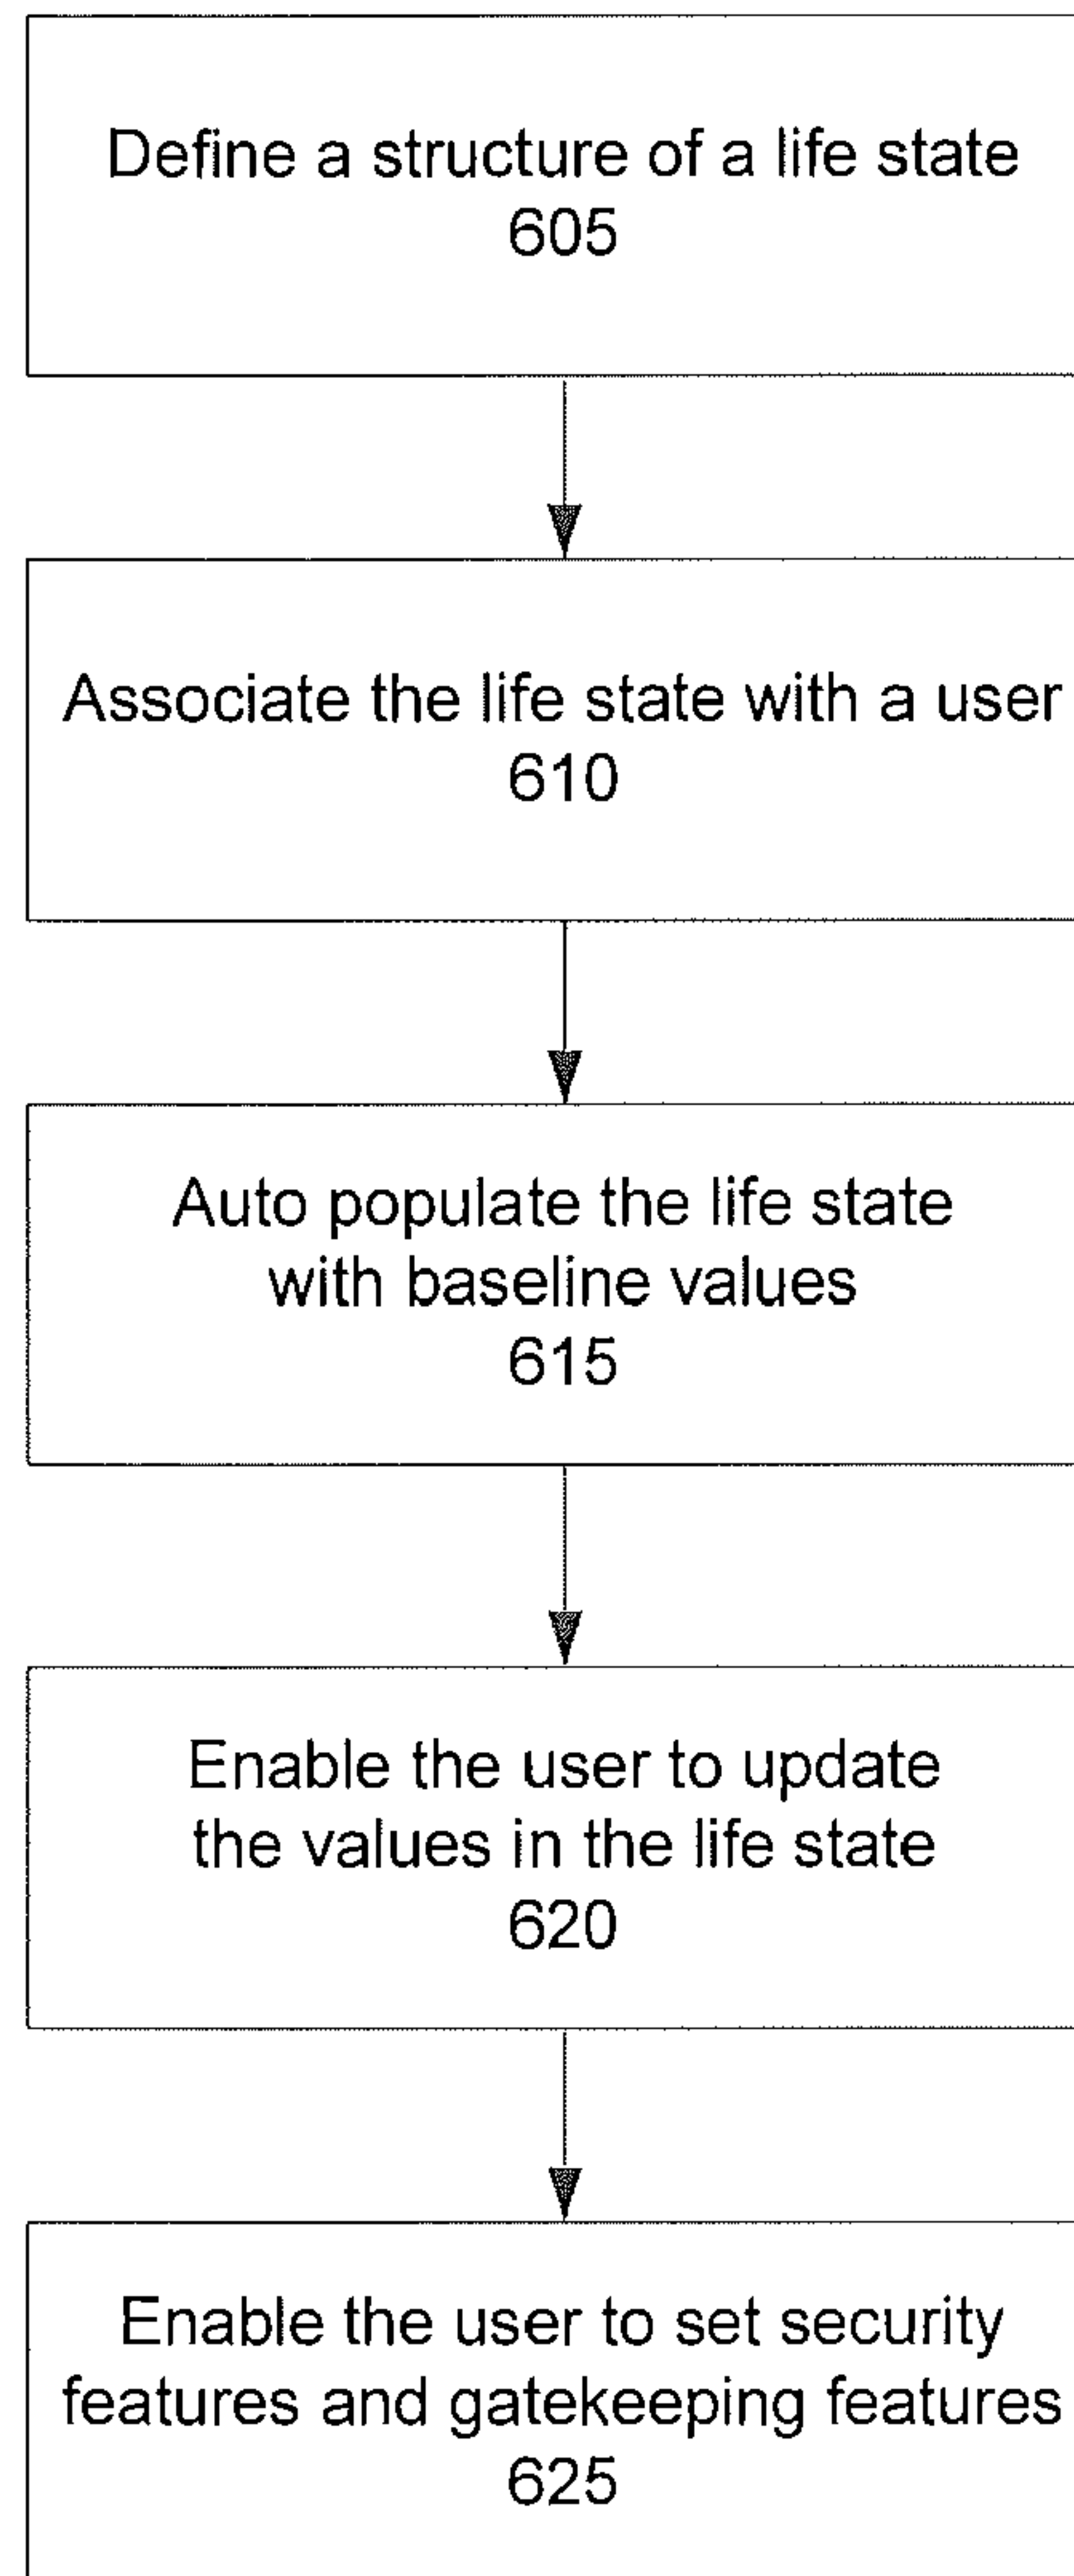 Define a structure of a life state
605
Associate the life state with a user
610
Auto populate the life state
with baseline values
615
Enable the user to update
the values in the life state
620
Enable the user to set security
features and gatekeeping features
625